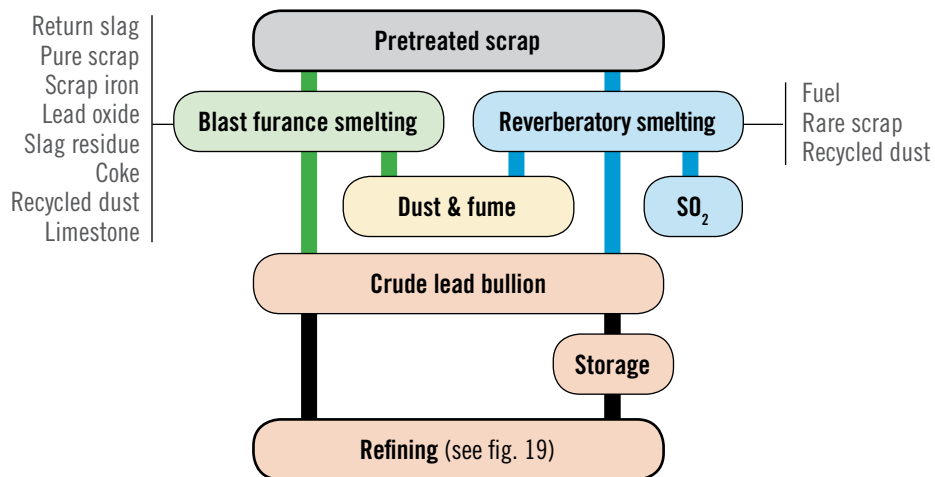 Return slag
Pure scrap
Scrap iron
Lead oxide
Slag residue
Coke
Recycled dust
Limestone
Pretreated scrap
Blast furance smelting
Reverberatory smelting
Fuel
Rare scrap
Recycled dust
Dust & fume
SO₂
Crude lead bullion
Storage
Refining (see fig. 19)